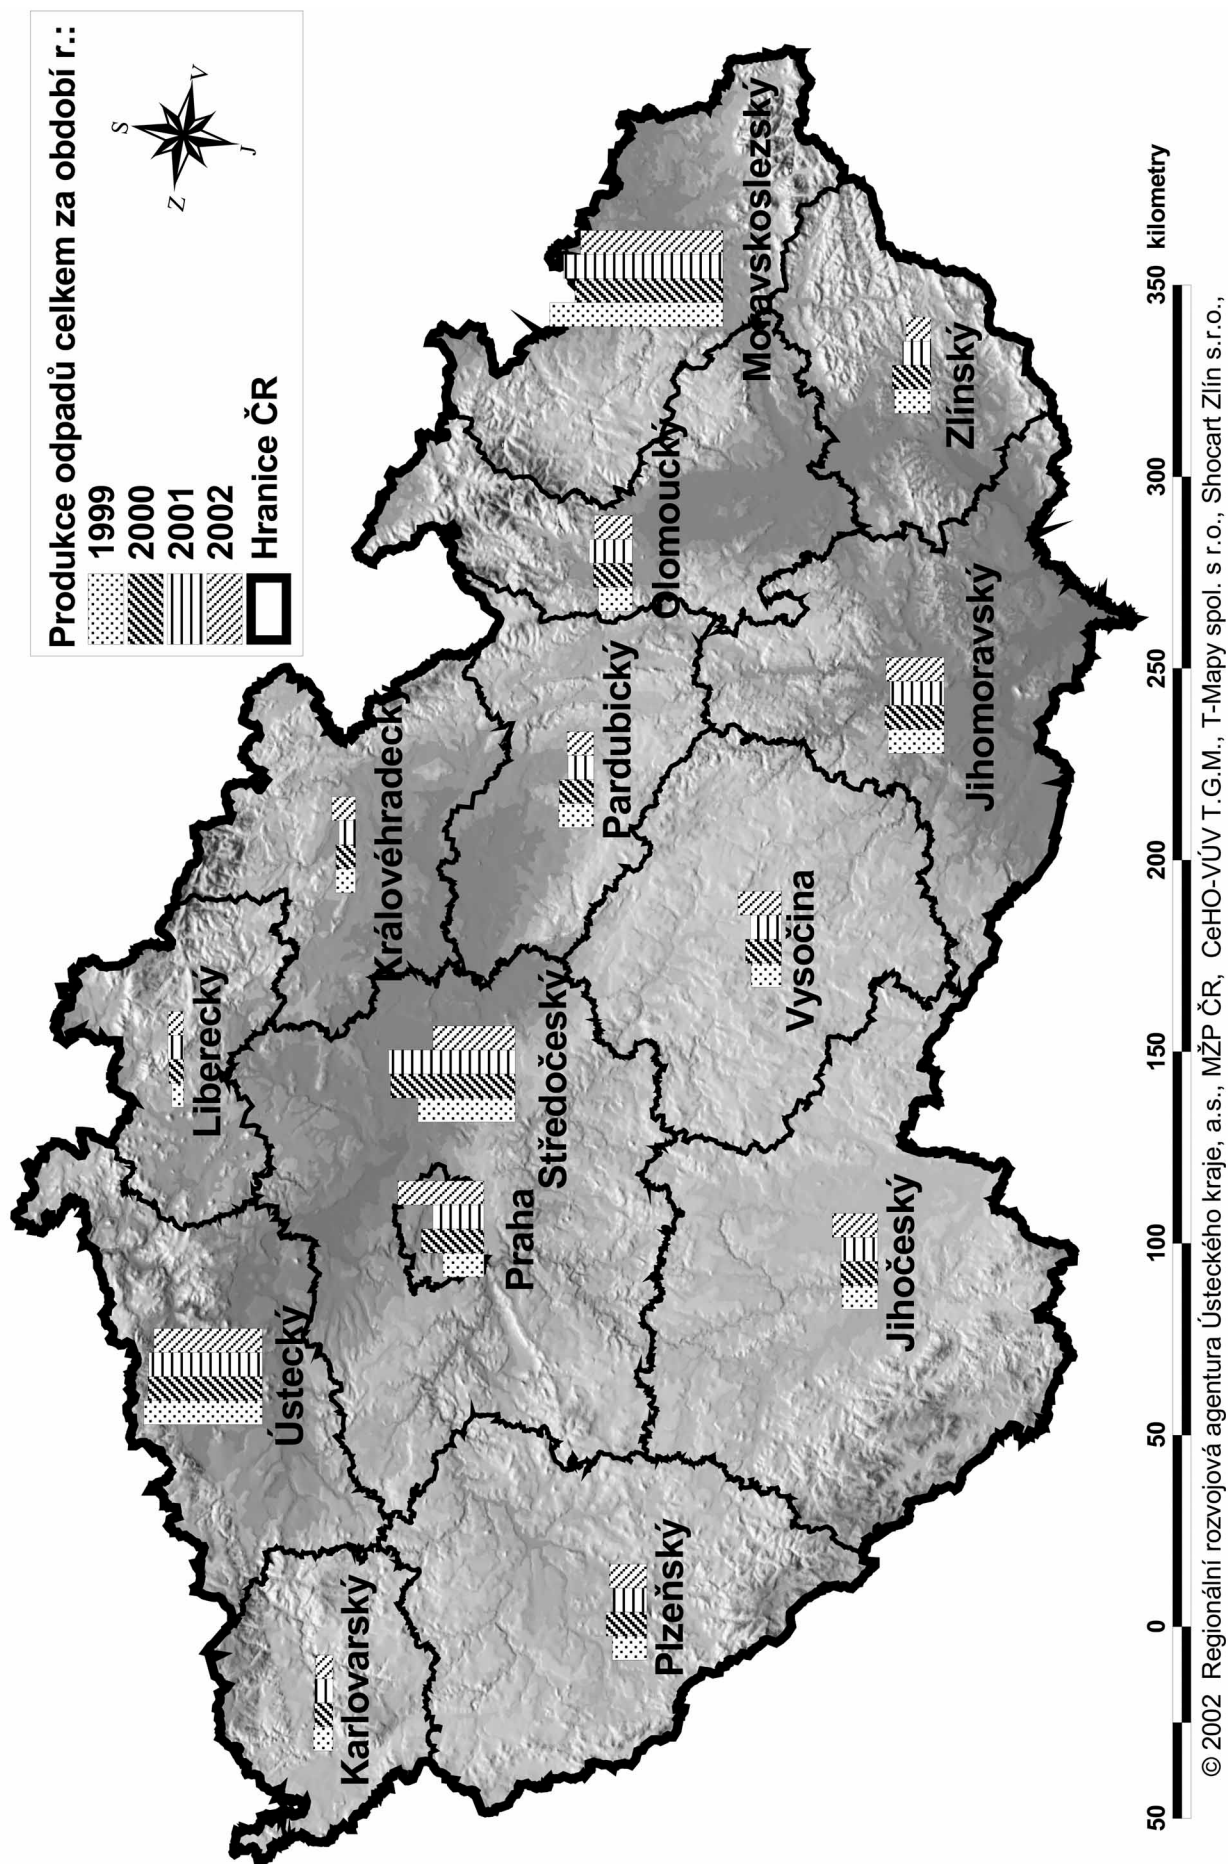 Produkce odpadů celkem za období r.:
1999
2000
2001
2002
Hranice ČR
S
V
J
Z
Liberecký
Ústecký
Karlovarský
Královéhradecký
Praha
Středočeský
Pardubický
Olomoucký
Moravskoslezský
Plzeňský
Vysočina
Jihočeský
Jihomoravský
Zlínský
50 0 50 100 150 200 250 300 350 kilometry
© 2002 Regionální rozvojová agentura Ústeckého kraje, a.s., MŽP ČR, CeHO-VÚV T.G.M., T-Mapy spol. s r.o., Shocart Zlín s.r.o.,